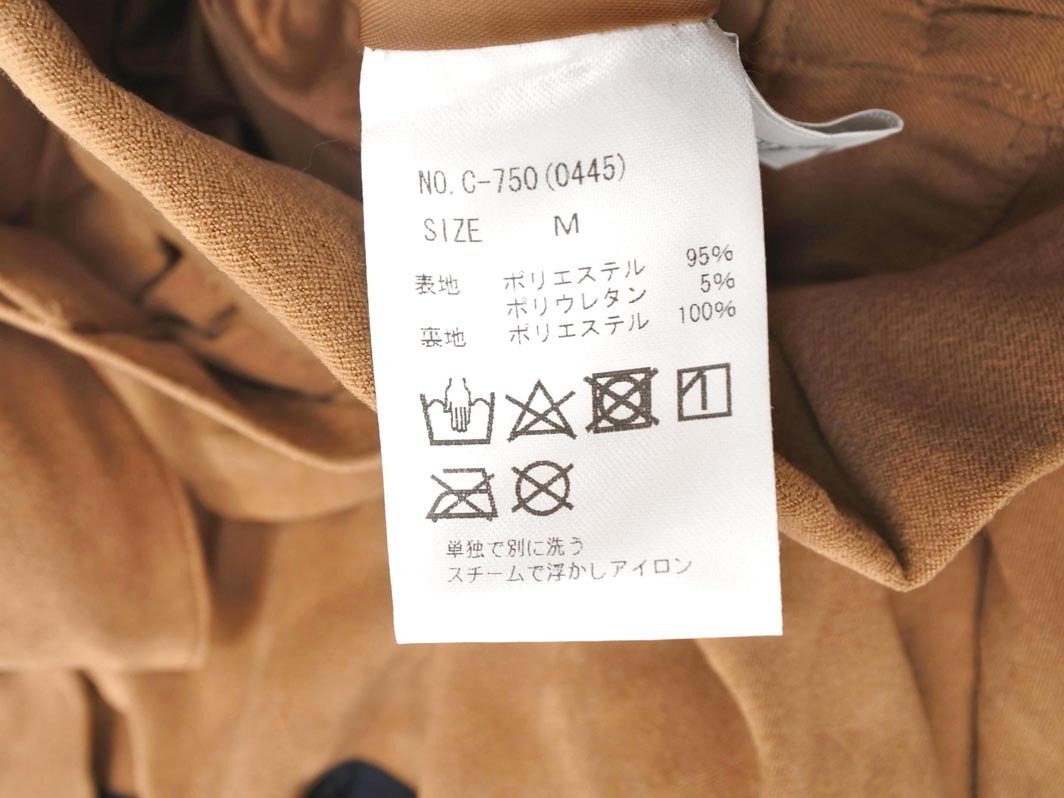 NO. C-750(0445)
SIZE M
表地 ポリエステル 95%
ポリウレタン 5%
裏地 ポリエステル 100%
単独で別に洗う
スチームで浮かしアイロン